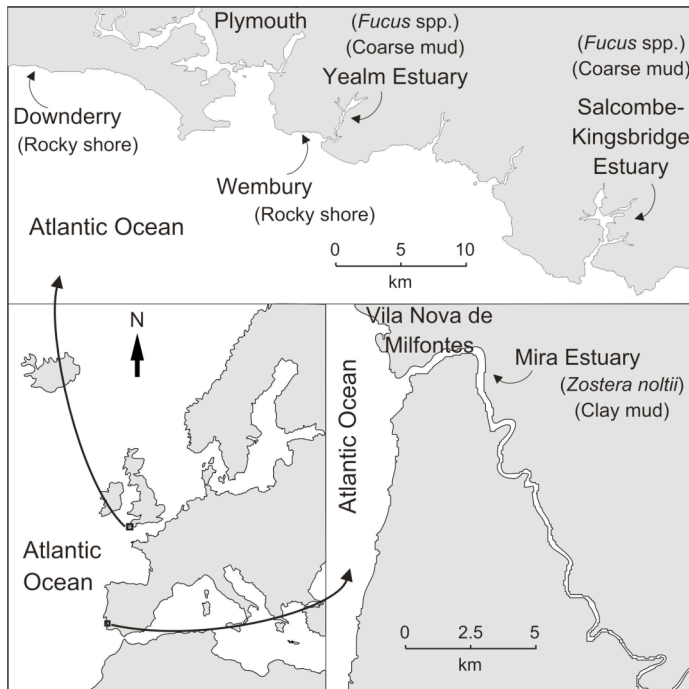 Plymouth
(Fucus spp.)
(Coarse mud)
Yealm Estuary
(Fucus spp.)
(Coarse mud)
Salcombe-
Kingsbridge
Estuary
Downderry
(Rocky shore)
Wembury
(Rocky shore)
Atlantic Ocean
0 5 10
km
N
Atlantic
Ocean
Vila Nova de
Milfontes
Atlantic Ocean
Mira Estuary
(Zostera noltii)
(Clay mud)
0 2.5 5
km